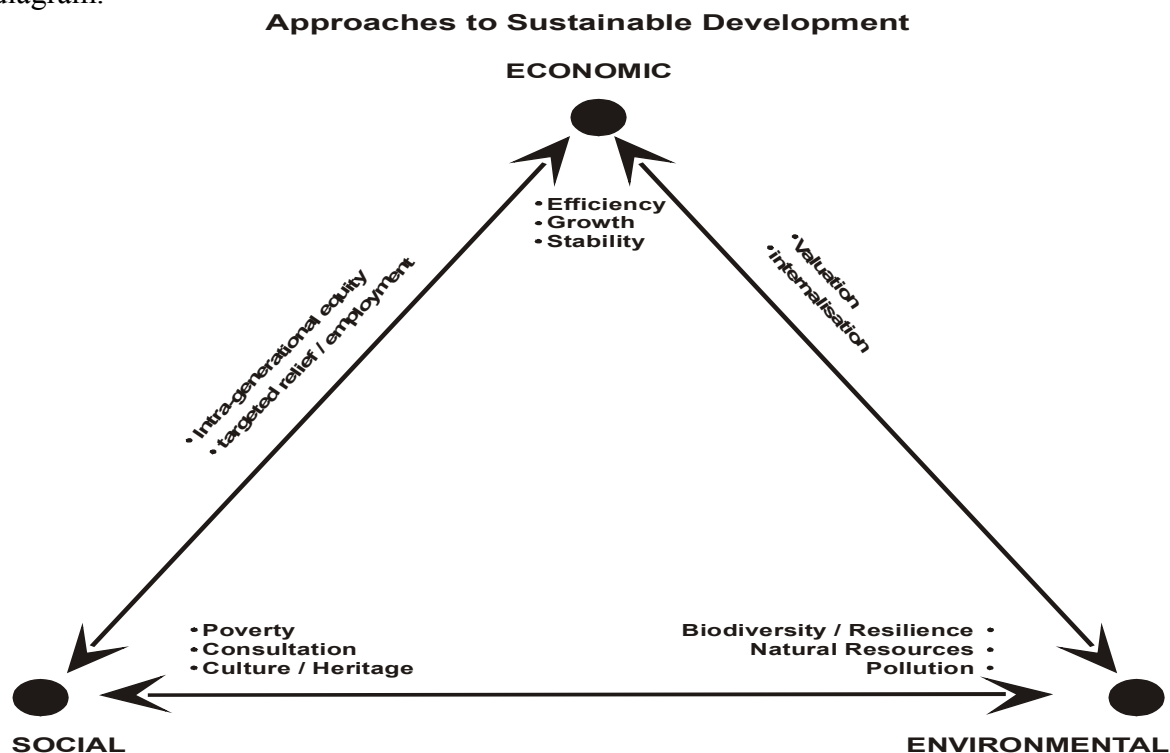 diagram.
Approaches to Sustainable Development
ECONOMIC
• Efficiency
• Growth
• Stability
• Intra-generational equity
• targeted relief / employment
• Valuation
• internalisation
• Poverty
• Consultation
• Culture / Heritage
Biodiversity / Resilience •
Natural Resources •
Pollution •
SOCIAL
ENVIRONMENTAL